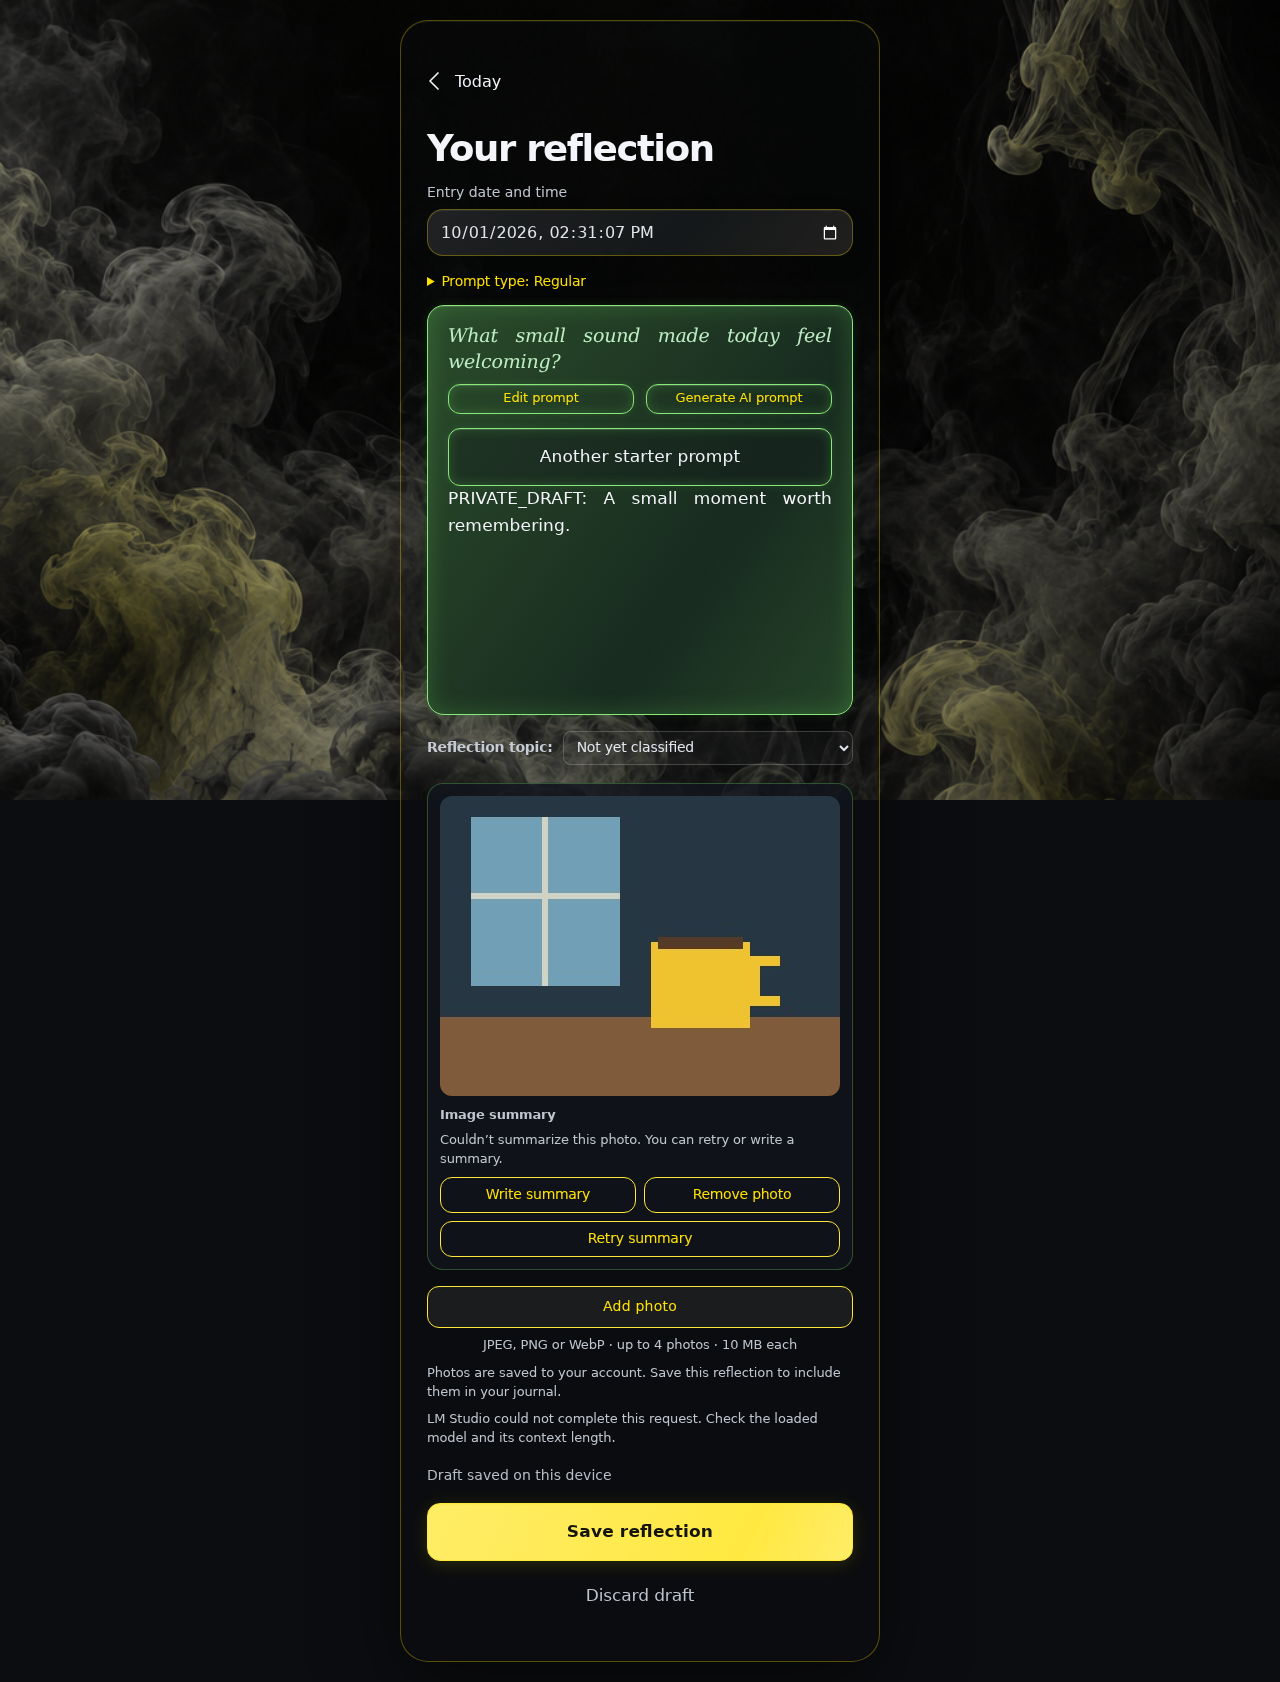 Today
Your reflection
Entry date and time
10/01/2026, 02:31:07 PM
Prompt type: Regular
What small sound made today feel
welcoming?
Edit prompt
Generate AI prompt
Another starter prompt
PRIVATE_DRAFT: A small moment worth
remembering.
Reflection topic:
Not yet classified
Image summary
Couldn’t summarize this photo. You can retry or write a
summary.
Write summary
Remove photo
Retry summary
Add photo
JPEG, PNG or WebP · up to 4 photos · 10 MB each
Photos are saved to your account. Save this reflection to include
them in your journal.
LM Studio could not complete this request. Check the loaded
model and its context length.
Draft saved on this device
Save reflection
Discard draft